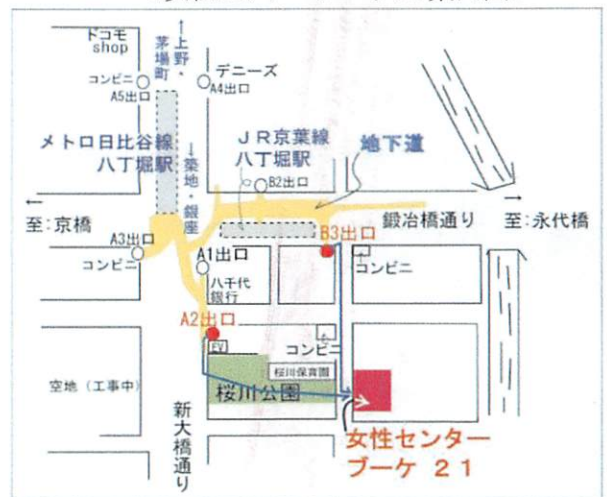 ドコモ
shop
←上野・
茅場町
コンビニ
A5出口
デニーズ
A4出口
メトロ日比谷線
八丁堀駅
←築地・銀座
JR京葉線
八丁堀駅
地下道
B2出口
←
至:京橋
鍛冶橋通り
→
至:永代橋
A3出口
コンビニ
A1出口
B3出口
コンビニ
八千代
銀行
A2出口
EV
コンビニ
桜川保育園
桜川公園
空地(工事中)
新大橋通り
女性センター
ブーケ 21